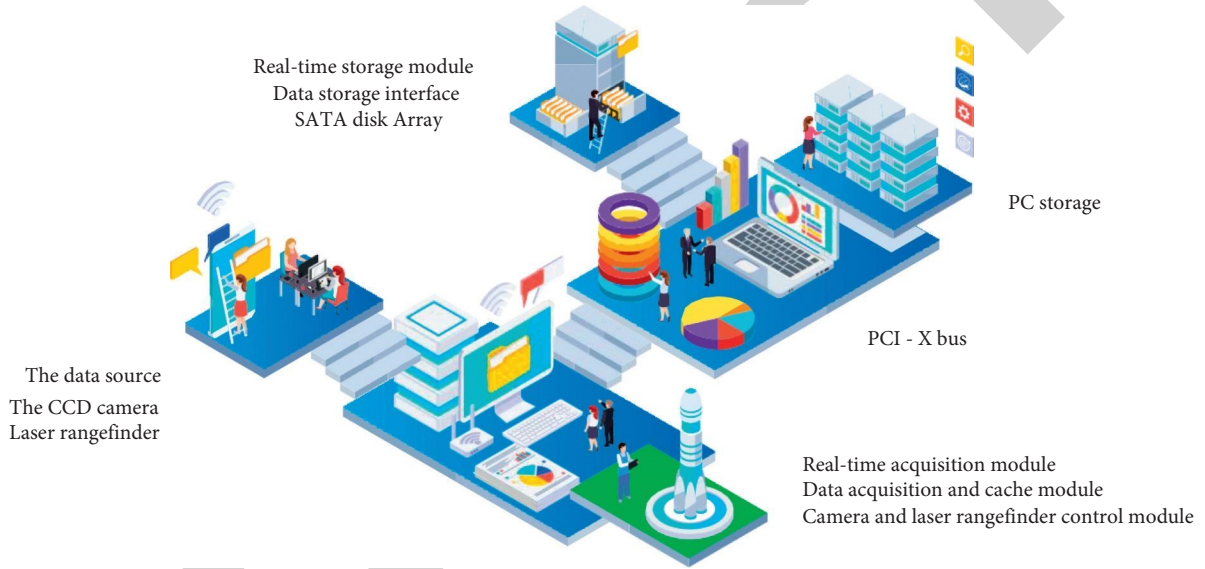 Real-time storage module
Data storage interface
SATA disk Array
PC storage
PCI - X bus
The data source
The CCD camera
Laser rangefinder
Real-time acquisition module
Data acquisition and cache module
Camera and laser rangefinder control module